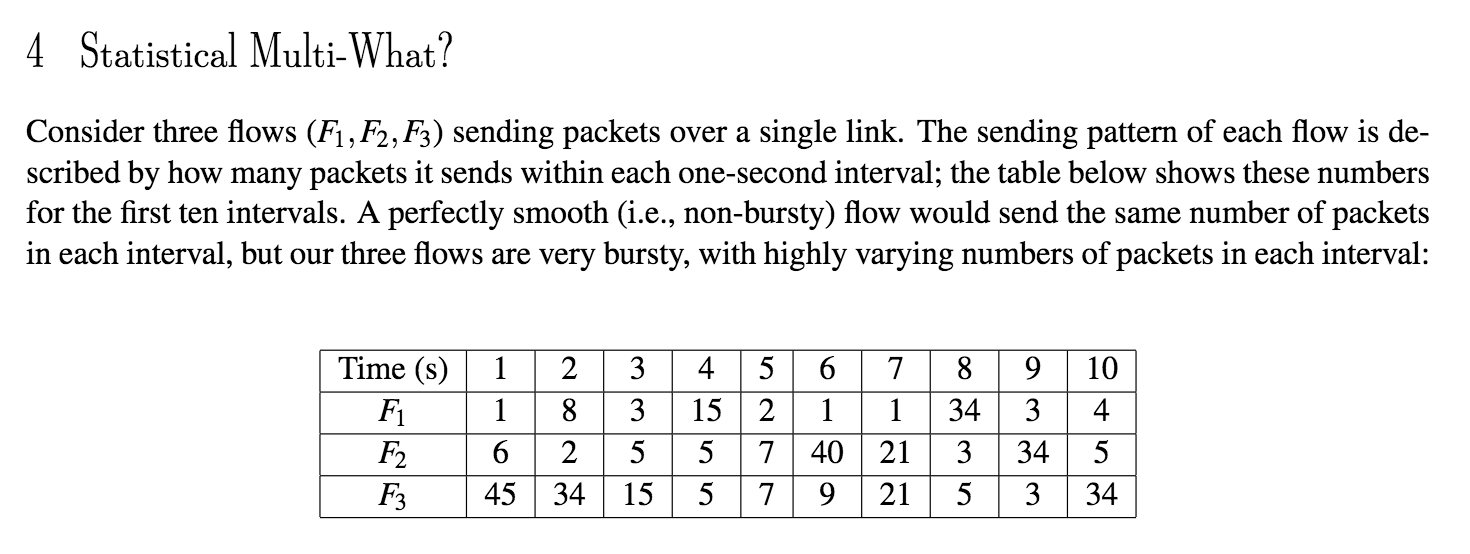 4 Statistical Multi-What?
Consider three flows (F1, F2, F3) sending packets over a single link. The sending pattern of each flow is de-
scribed by how many packets it sends within each one-second interval; the table below shows these numbers
for the first ten intervals. A perfectly smooth (i.e., non-bursty) flow would send the same number of packets
in each interval, but our three flows are very bursty, with highly varying numbers of packets in each interval:
Time (s) 1 2 3 4 5 6 7 8 9 10
F1 1 8 3 15 2 1 1 34 3 4
F2 6 2 5 5 7 40 21 3 34 5
F3 45 34 15 5 7 9 21 5 3 34